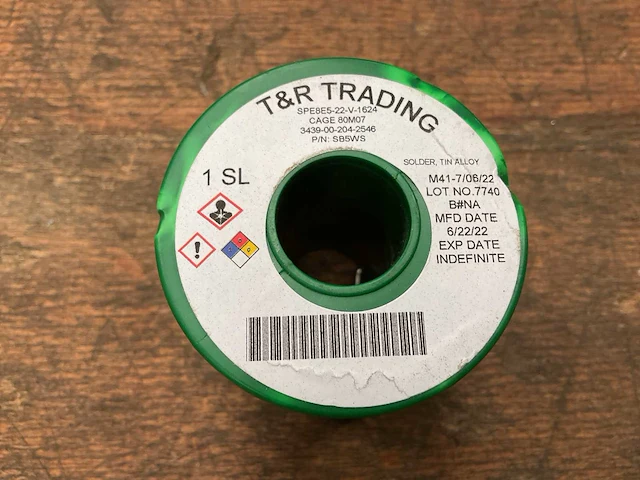 T&R TRADING
SPE8E5-22-V-1624
CAGE 80M07
3439-00-204-2546
P/N: SB5WS
SOLDER, TIN ALLOY
1 SL
M41-7/06/22
LOT NO.7740
B#NA
MFD DATE
6/22/22
EXP DATE
INDEFINITE